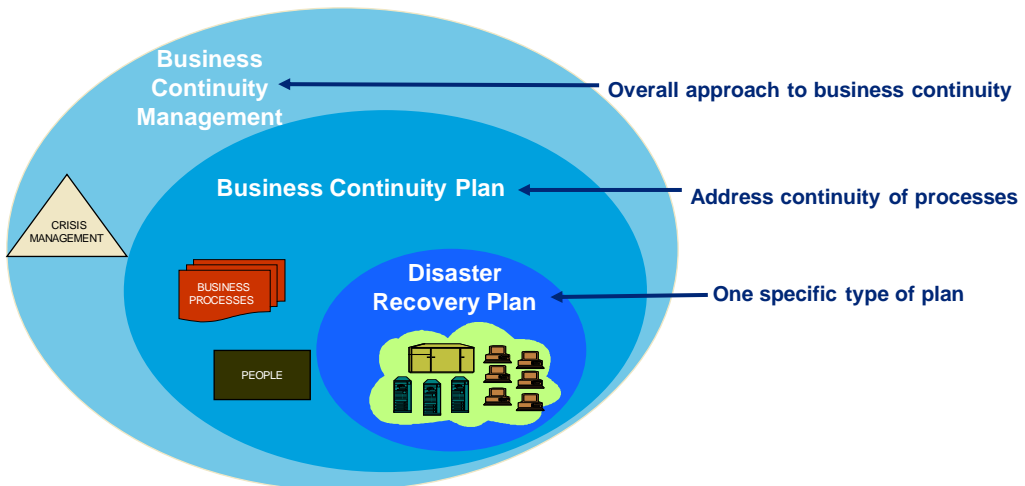 Business
Continuity
Management
Overall approach to business continuity
Business Continuity Plan
Address continuity of processes
CRISIS
MANAGEMENT
BUSINESS
PROCESSES
Disaster
Recovery Plan
One specific type of plan
PEOPLE